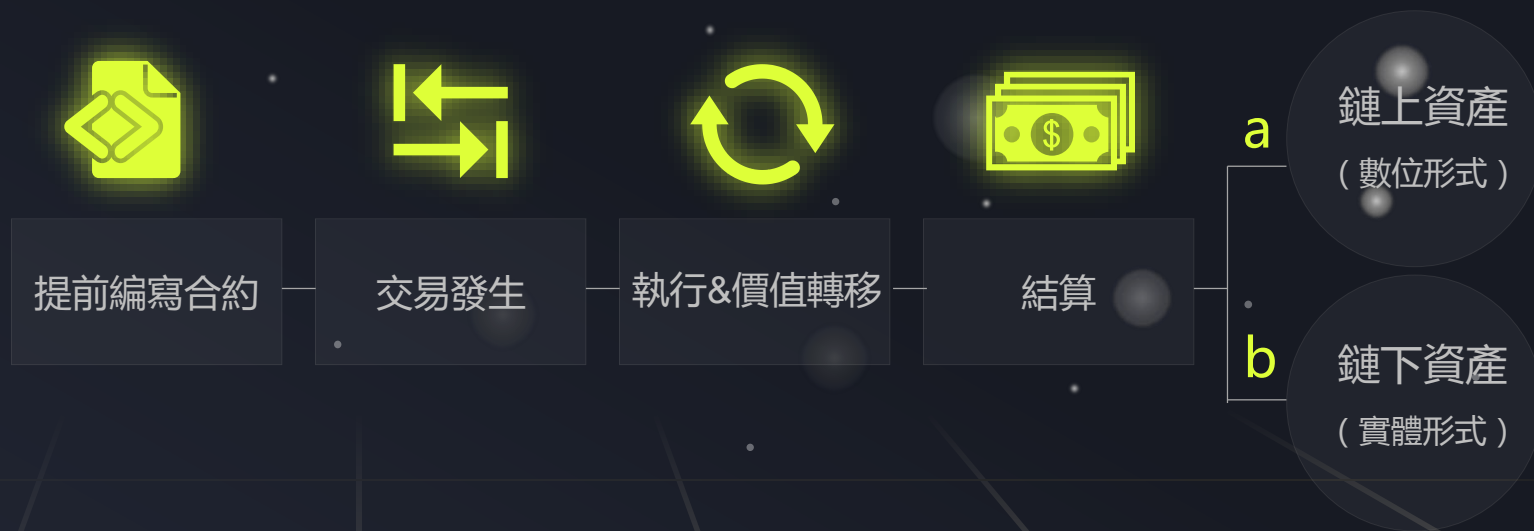 提前編寫合約
交易發生
執行&價值轉移
$
結算
a
鏈上資產
(數位形式)
b
鏈下資產
(實體形式)